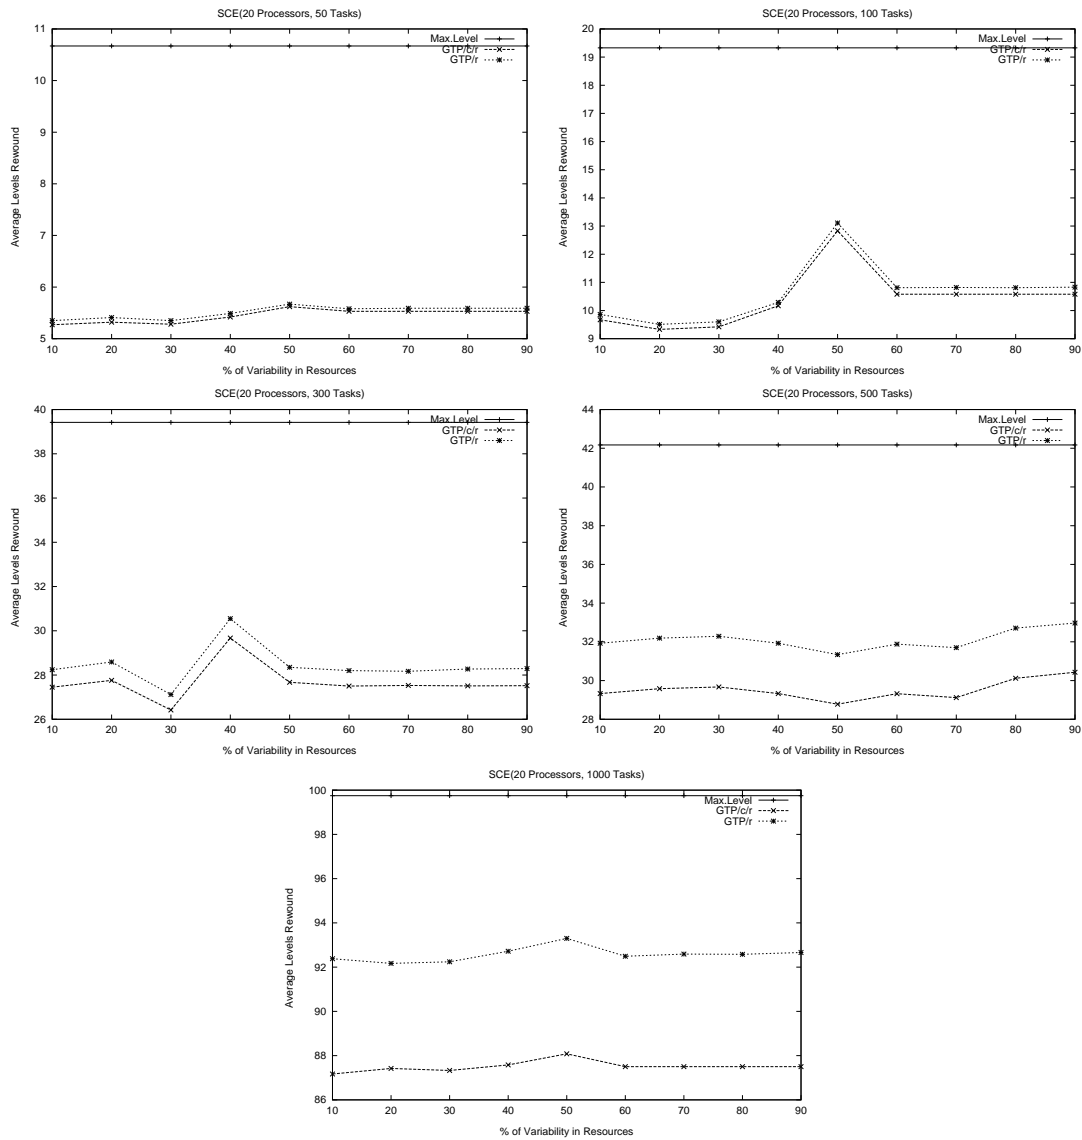 SCE(20 Processors, 50 Tasks)
11
10
9
8
7
6
5
Average Levels Rewound
Max.Level
GTP/c/r
GTP/r
10 20 30 40 50 60 70 80 90
% of Variability in Resources
SCE(20 Processors, 100 Tasks)
20
19
18
17
16
15
14
13
12
11
10
9
Average Levels Rewound
Max.Level
GTP/c/r
GTP/r
10 20 30 40 50 60 70 80 90
% of Variability in Resources
SCE(20 Processors, 300 Tasks)
40
38
36
34
32
30
28
26
Average Levels Rewound
Max.Level
GTP/c/r
GTP/r
10 20 30 40 50 60 70 80 90
% of Variability in Resources
SCE(20 Processors, 500 Tasks)
44
42
40
38
36
34
32
30
28
Average Levels Rewound
Max.Level
GTP/c/r
GTP/r
10 20 30 40 50 60 70 80 90
% of Variability in Resources
SCE(20 Processors, 1000 Tasks)
100
98
96
94
92
90
88
86
Average Levels Rewound
Max.Level
GTP/c/r
GTP/r
10 20 30 40 50 60 70 80 90
% of Variability in Resources